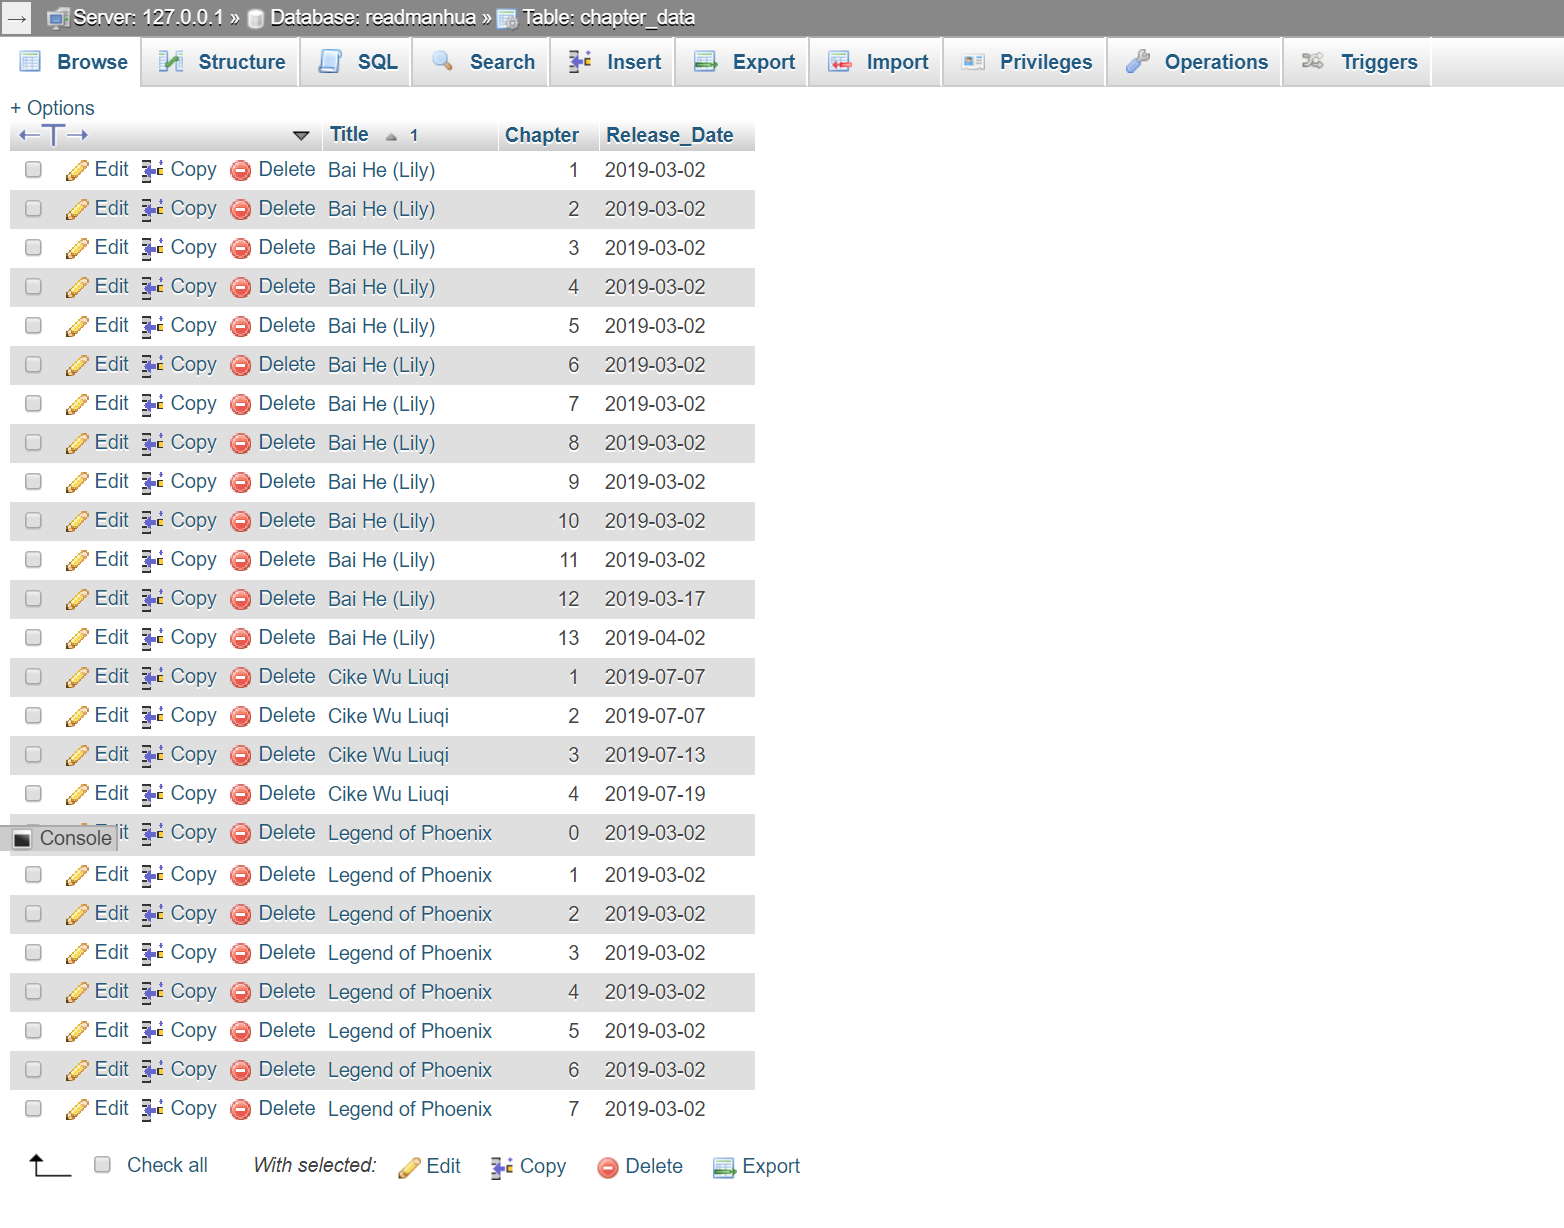 → Server: 127.0.0.1 » Database: readmanhua » Table: chapter_data
Browse Structure SQL Search Insert Export Import Privileges Operations Triggers
+ Options
←T→ Title 1 Chapter Release_Date
Edit Copy Delete Bai He (Lily) 1 2019-03-02
Edit Copy Delete Bai He (Lily) 2 2019-03-02
Edit Copy Delete Bai He (Lily) 3 2019-03-02
Edit Copy Delete Bai He (Lily) 4 2019-03-02
Edit Copy Delete Bai He (Lily) 5 2019-03-02
Edit Copy Delete Bai He (Lily) 6 2019-03-02
Edit Copy Delete Bai He (Lily) 7 2019-03-02
Edit Copy Delete Bai He (Lily) 8 2019-03-02
Edit Copy Delete Bai He (Lily) 9 2019-03-02
Edit Copy Delete Bai He (Lily) 10 2019-03-02
Edit Copy Delete Bai He (Lily) 11 2019-03-02
Edit Copy Delete Bai He (Lily) 12 2019-03-17
Edit Copy Delete Bai He (Lily) 13 2019-04-02
Edit Copy Delete Cike Wu Liuqi 1 2019-07-07
Edit Copy Delete Cike Wu Liuqi 2 2019-07-07
Edit Copy Delete Cike Wu Liuqi 3 2019-07-13
Edit Copy Delete Cike Wu Liuqi 4 2019-07-19
Console it Copy Delete Legend of Phoenix 0 2019-03-02
Edit Copy Delete Legend of Phoenix 1 2019-03-02
Edit Copy Delete Legend of Phoenix 2 2019-03-02
Edit Copy Delete Legend of Phoenix 3 2019-03-02
Edit Copy Delete Legend of Phoenix 4 2019-03-02
Edit Copy Delete Legend of Phoenix 5 2019-03-02
Edit Copy Delete Legend of Phoenix 6 2019-03-02
Edit Copy Delete Legend of Phoenix 7 2019-03-02
Check all With selected: Edit Copy Delete Export